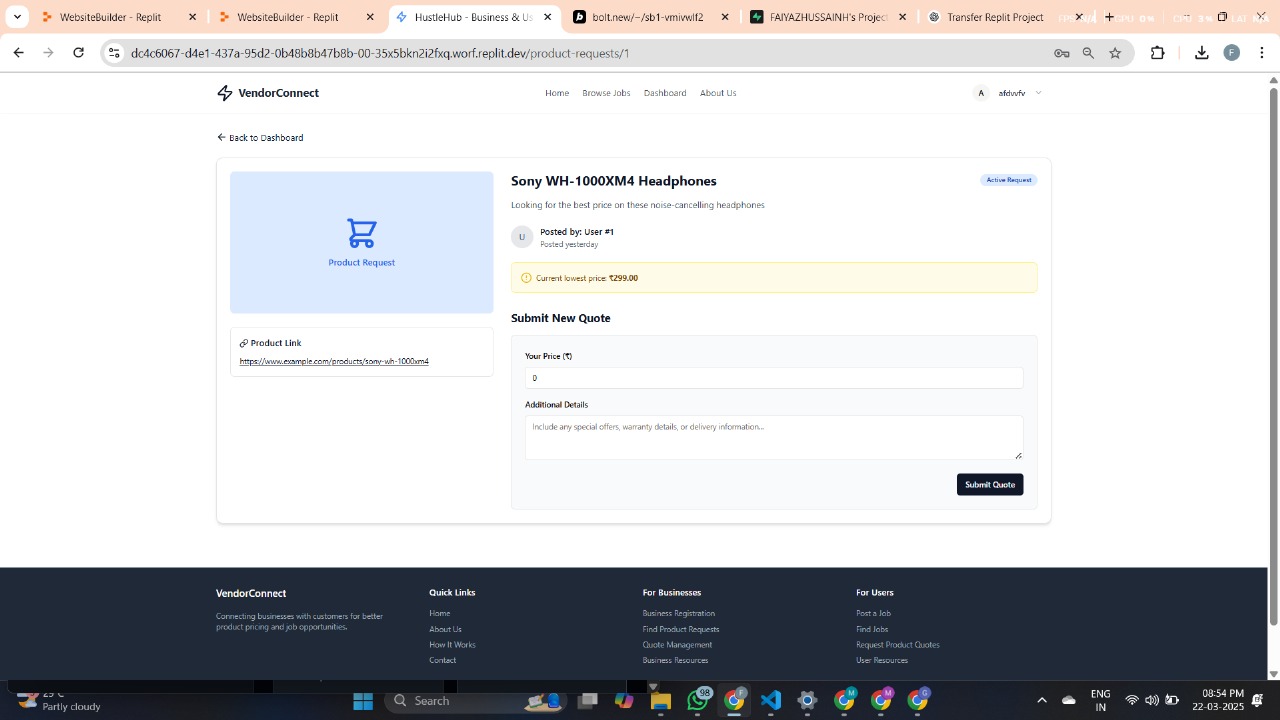 WebsiteBuilder - Replit
WebsiteBuilder - Replit
HustleHub - Business & Us
bolt.new/~/sb1-vmivwlf2
FAIYAZHUSSAINH's Project
Transfer Replit Project
GPU 0%
CPU 3%
LAT N/A
dc4c6067-d4e1-437a-95d2-0b48b8b47b8b-00-35x5bkn2i2fxq.worf.replit.dev/product-requests/1
F
VendorConnect
Home
Browse Jobs
Dashboard
About Us
A
afdvvfv
Back to Dashboard
Product Request
Product Link
https://www.example.com/products/sony-wh-1000xm4
Sony WH-1000XM4 Headphones
Active Request
Looking for the best price on these noise-cancelling headphones
U
Posted by: User #1
Posted yesterday
Current lowest price: ₹299.00
Submit New Quote
Your Price (₹)
0
Additional Details
Include any special offers, warranty details, or delivery information...
Submit Quote
VendorConnect
Connecting businesses with customers for better
product pricing and job opportunities.
Quick Links
Home
About Us
How It Works
Contact
For Businesses
Business Registration
Find Product Requests
Quote Management
Business Resources
For Users
Post a Job
Find Jobs
Request Product Quotes
User Resources
29°C
Partly cloudy
Search
98
F
M
M
G
ENG
IN
08:54 PM
22-03-2025